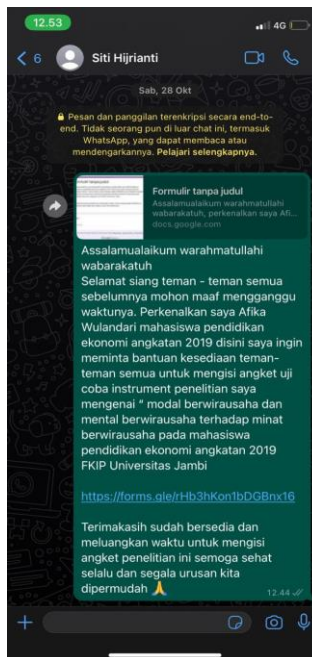 12.53
4G
6
Siti Hijrianti
Sab, 28 Okt
Pesan dan panggilan terenkripsi secara end-to-
end. Tidak seorang pun di luar chat ini, termasuk
WhatsApp, yang dapat membaca atau
mendengarkannya. Pelajari selengkapnya.
Formulir tanpa judul
Assalamualaikum warahmatullahi
wabarakatuh, perkenalkan saya Afi...
docs.google.com
Assalamualaikum warahmatullahi
wabarakatuh
Selamat siang teman - teman semua
sebelumnya mohon maaf mengganggu
waktunya. Perkenalkan saya Afika
Wulandari mahasiswa pendidikan
ekonomi angkatan 2019 disini saya ingin
meminta bantuan kesediaan teman-
teman semua untuk mengisi angket uji
coba instrument penelitian saya
mengenai “ modal berwirausaha dan
mental berwirausaha terhadap minat
berwirausaha pada mahasiswa
pendidikan ekonomi angkatan 2019
FKIP Universitas Jambi
https://forms.gle/rHb3hKon1bDGBnx16
Terimakasih sudah bersedia dan
meluangkan waktu untuk mengisi
angket penelitian ini semoga sehat
selalu dan segala urusan kita
dipermudah 🙏
12.44